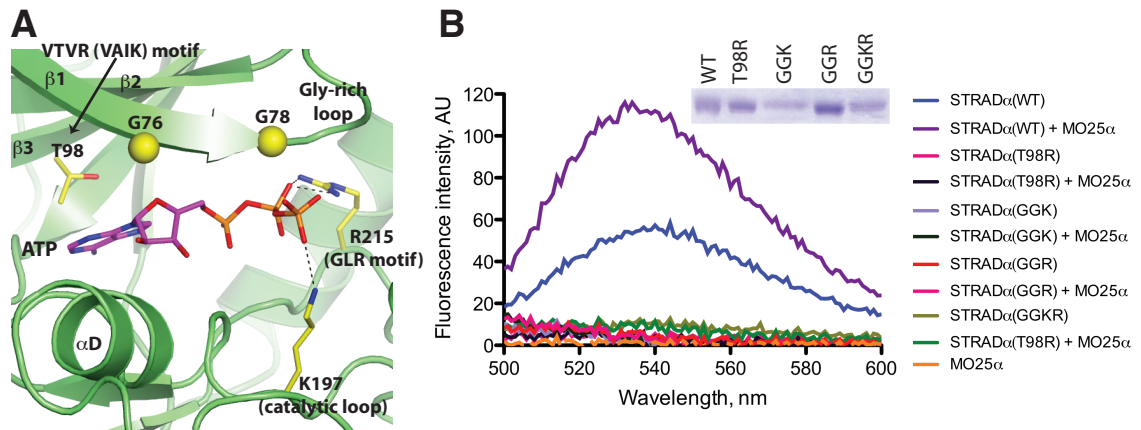 A
VTVR (VAIK) motif
β1
β2
Gly-rich
loop
G76
G78
β3
T98
ATP
R215
(GLR motif)
αD
K197
(catalytic loop)
B
WT
T98R
GGK
GGR
GGKR
Fluorescence intensity, AU
120
100
80
60
40
20
0
500
520
540
560
580
600
Wavelength, nm
STRADα(WT)
STRADα(WT) + MO25α
STRADα(T98R)
STRADα(T98R) + MO25α
STRADα(GGK)
STRADα(GGK) + MO25α
STRADα(GGR)
STRADα(GGR) + MO25α
STRADα(GGKR)
STRADα(T98R) + MO25α
MO25α